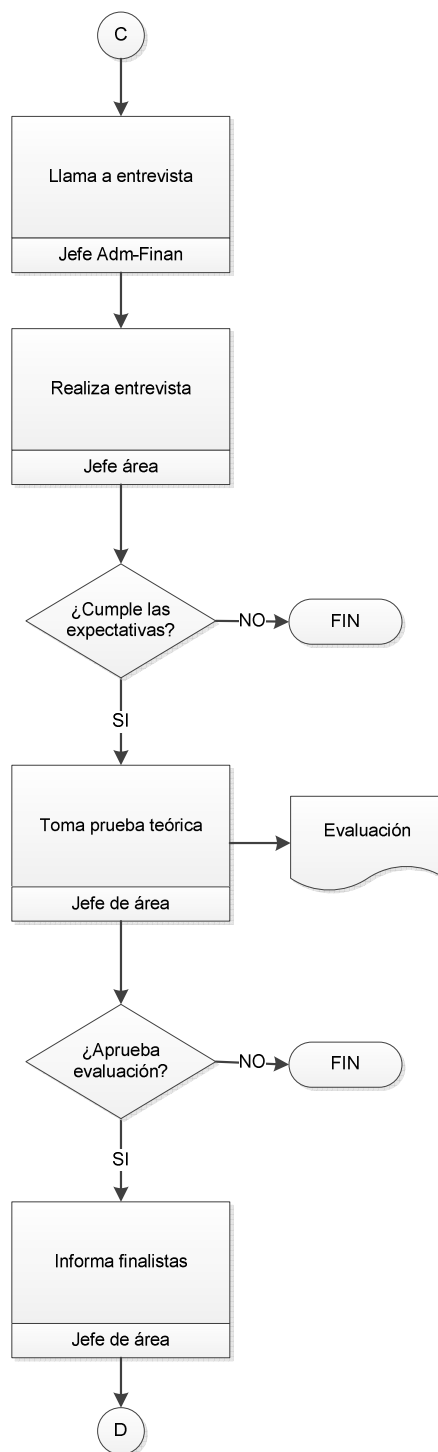 C
Llama a entrevista
Jefe Adm-Finan
Realiza entrevista
Jefe área
¿Cumple las
expectativas?
NO
FIN
SI
Toma prueba teórica
Jefe de área
Evaluación
¿Aprueba
evaluación?
NO
FIN
SI
Informa finalistas
Jefe de área
D